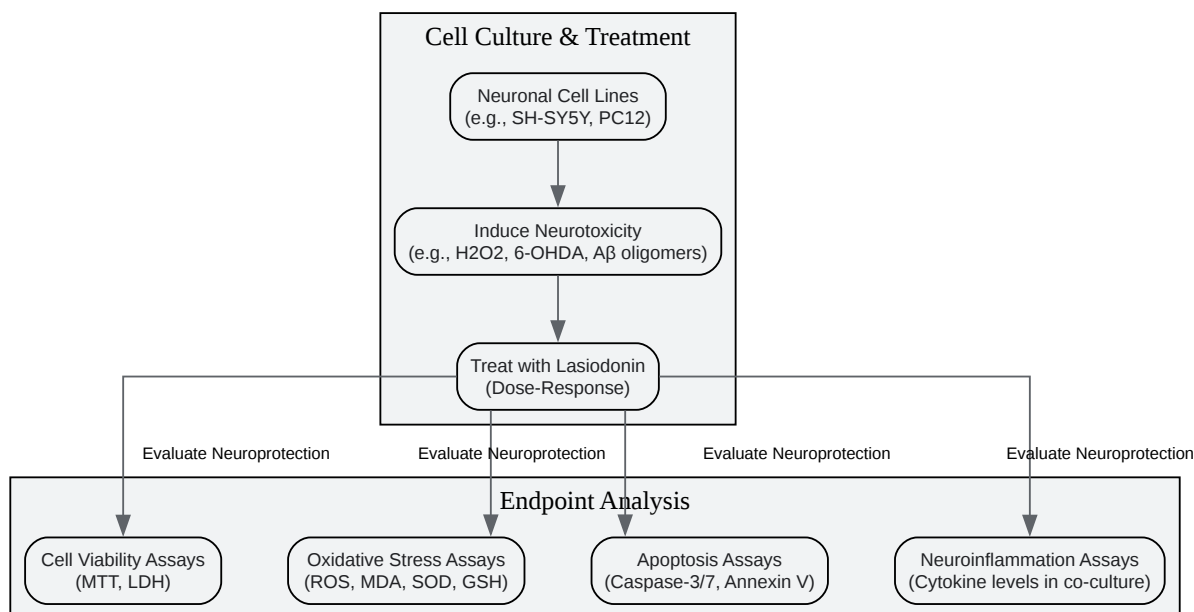 Cell Culture & Treatment
Neuronal Cell Lines
(e.g., SH-SY5Y, PC12)
Induce Neurotoxicity
(e.g., H2O2, 6-OHDA, Aβ oligomers)
Treat with Lasiodonin
(Dose-Response)
Evaluate Neuroprotection
Evaluate Neuroprotection
Evaluate Neuroprotection
Evaluate Neuroprotection
Endpoint Analysis
Cell Viability Assays
(MTT, LDH)
Oxidative Stress Assays
(ROS, MDA, SOD, GSH)
Apoptosis Assays
(Caspase-3/7, Annexin V)
Neuroinflammation Assays
(Cytokine levels in co-culture)